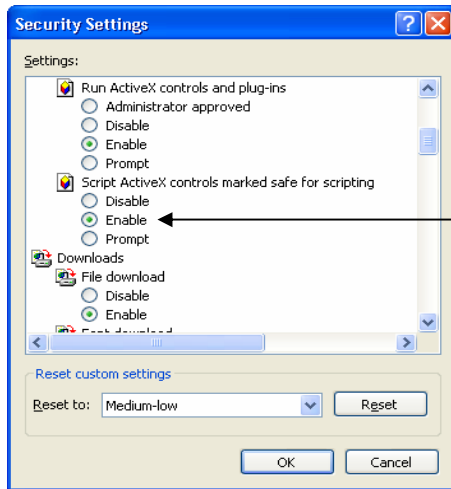 Security Settings
Settings:
Run ActiveX controls and plug-ins
Administrator approved
Disable
Enable
Prompt
Script ActiveX controls marked safe for scripting
Disable
Enable
Prompt
Downloads
File download
Disable
Enable
Font download
Reset custom settings
Reset to: Medium-low Reset
OK Cancel